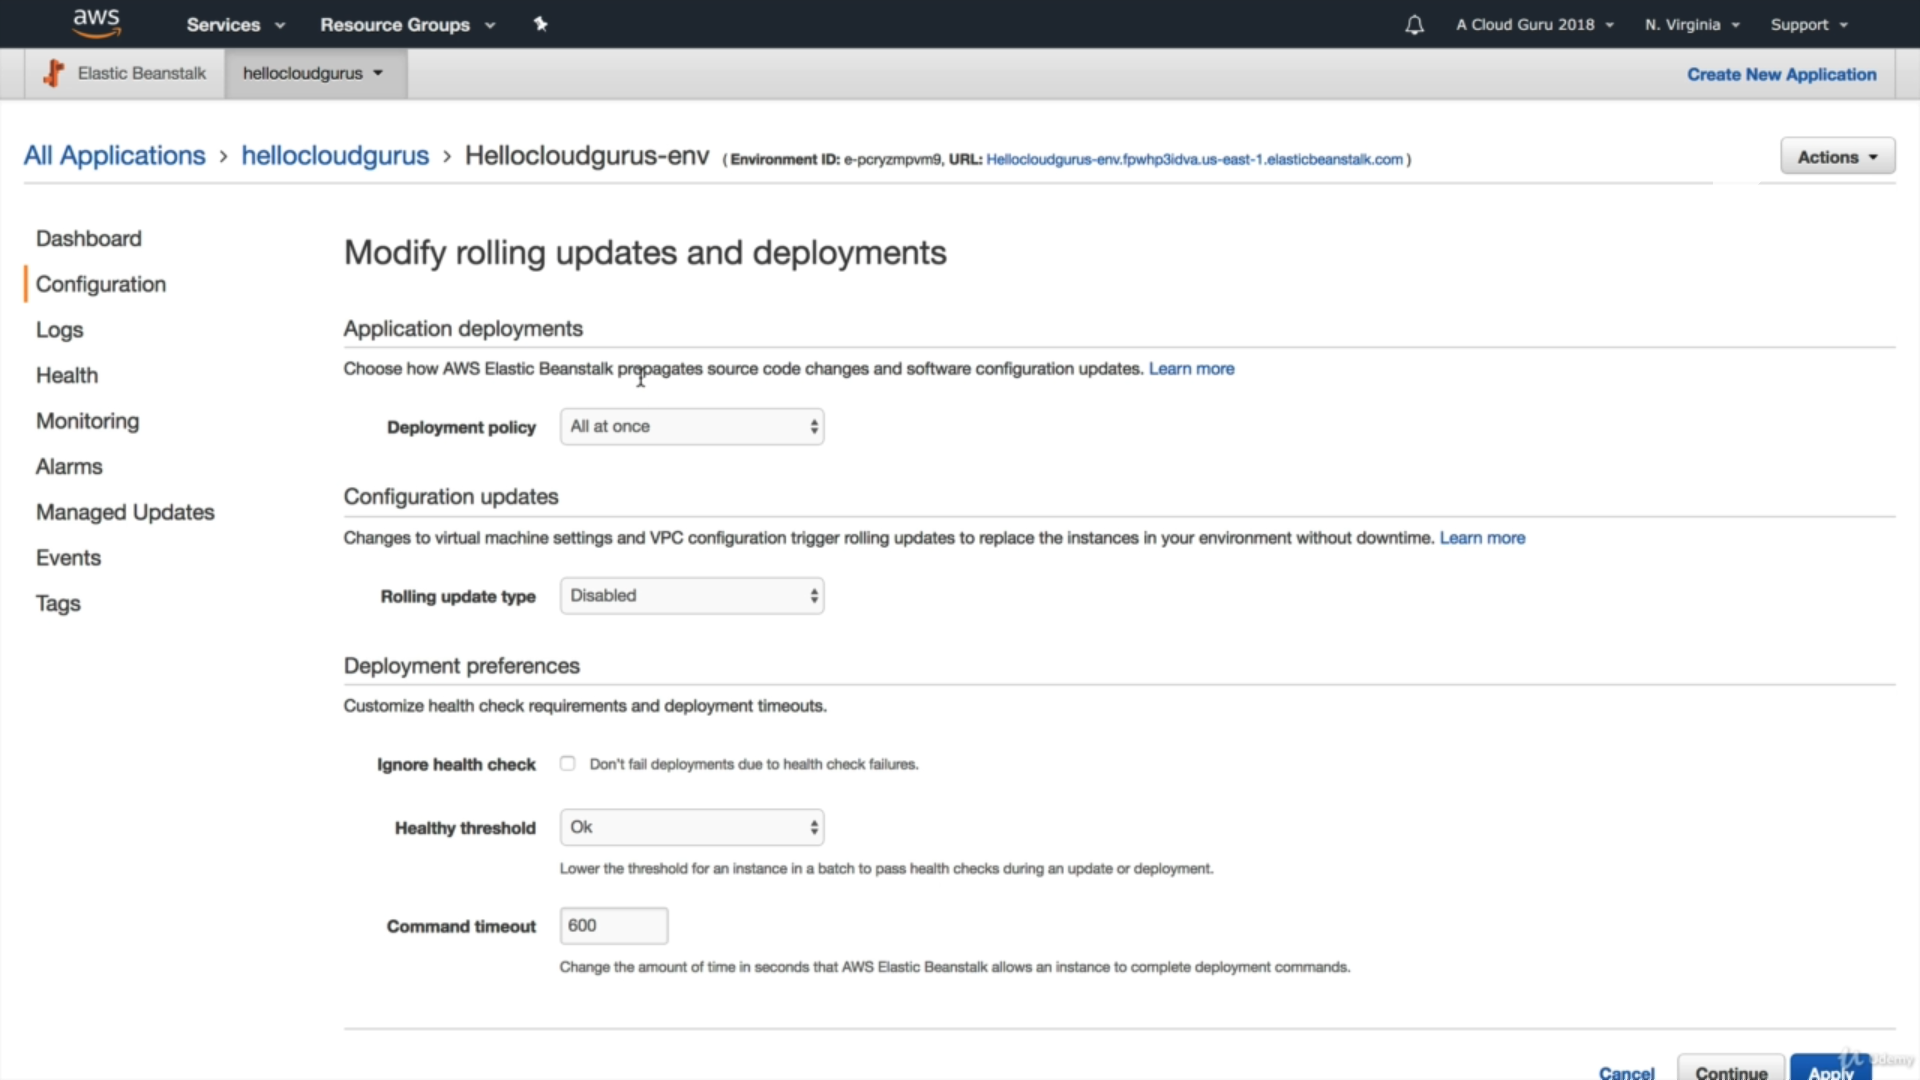 aws Services Resource Groups A Cloud Guru 2018 N. Virginia Support
Elastic Beanstalk hellocloudgurus Create New Application
All Applications › hellocloudgurus › Hellocloudgurus-env ( Environment ID: e-pcryzmpvm9, URL: Hellocloudgurus-env.fpwhp3idva.us-east-1.elasticbeanstalk.com ) Actions
Dashboard
Configuration
Logs
Health
Monitoring
Alarms
Managed Updates
Events
Tags
Modify rolling updates and deployments
Application deployments
Choose how AWS Elastic Beanstalk propagates source code changes and software configuration updates. Learn more
Deployment policy All at once
Configuration updates
Changes to virtual machine settings and VPC configuration trigger rolling updates to replace the instances in your environment without downtime. Learn more
Rolling update type Disabled
Deployment preferences
Customize health check requirements and deployment timeouts.
Ignore health check Don't fail deployments due to health check failures.
Healthy threshold Ok
Lower the threshold for an instance in a batch to pass health checks during an update or deployment.
Command timeout 600
Change the amount of time in seconds that AWS Elastic Beanstalk allows an instance to complete deployment commands.
Cancel Continue Apply
Udemy